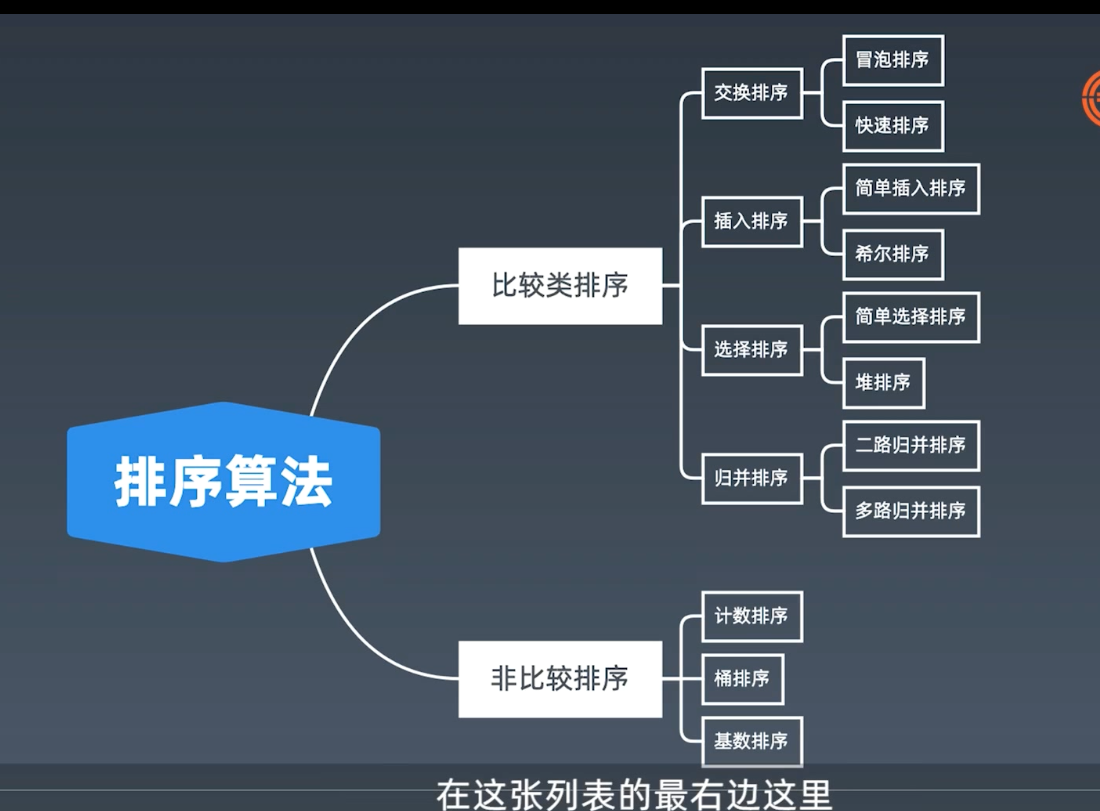 排序算法
比较类排序
交换排序
冒泡排序
快速排序
插入排序
简单插入排序
希尔排序
选择排序
简单选择排序
堆排序
归并排序
二路归并排序
多路归并排序
非比较排序
计数排序
桶排序
基数排序
在这张列表的最右边这里